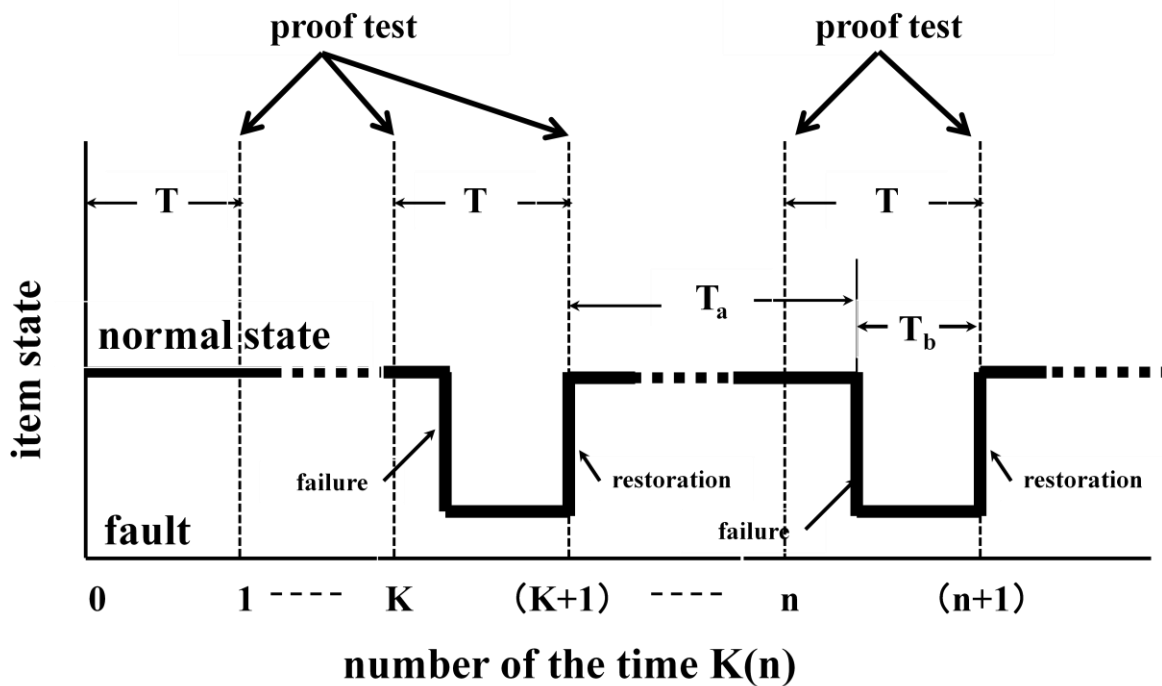 proof test
proof test
T
T
T
Tₐ
T_b
normal state
item state
failure
restoration
failure
restoration
fault
0 1 ---- K （K+1） ---- n （n+1）
number of the time K(n)